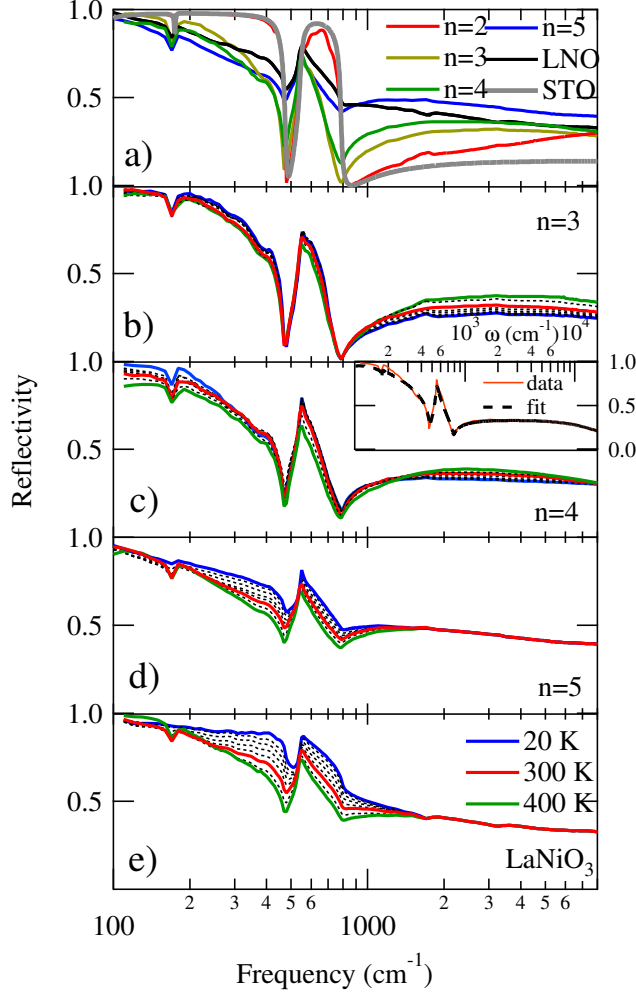 1.0
n=2 n=5
n=3 LNO
n=4 STO
0.5
a)
1.0
n=3
0.5
b)
10³ ω (cm⁻¹) 10⁴
2 4 6 2 4 6
1.0
1.0
data
fit
0.5
0.0
c)
n=4
1.0
0.5
d)
n=5
1.0
20 K
300 K
400 K
0.5
e)
LaNiO₃
2 3 4 5 6 2 3 4 5 6
100 1000
Frequency (cm⁻¹)
Reflectivity